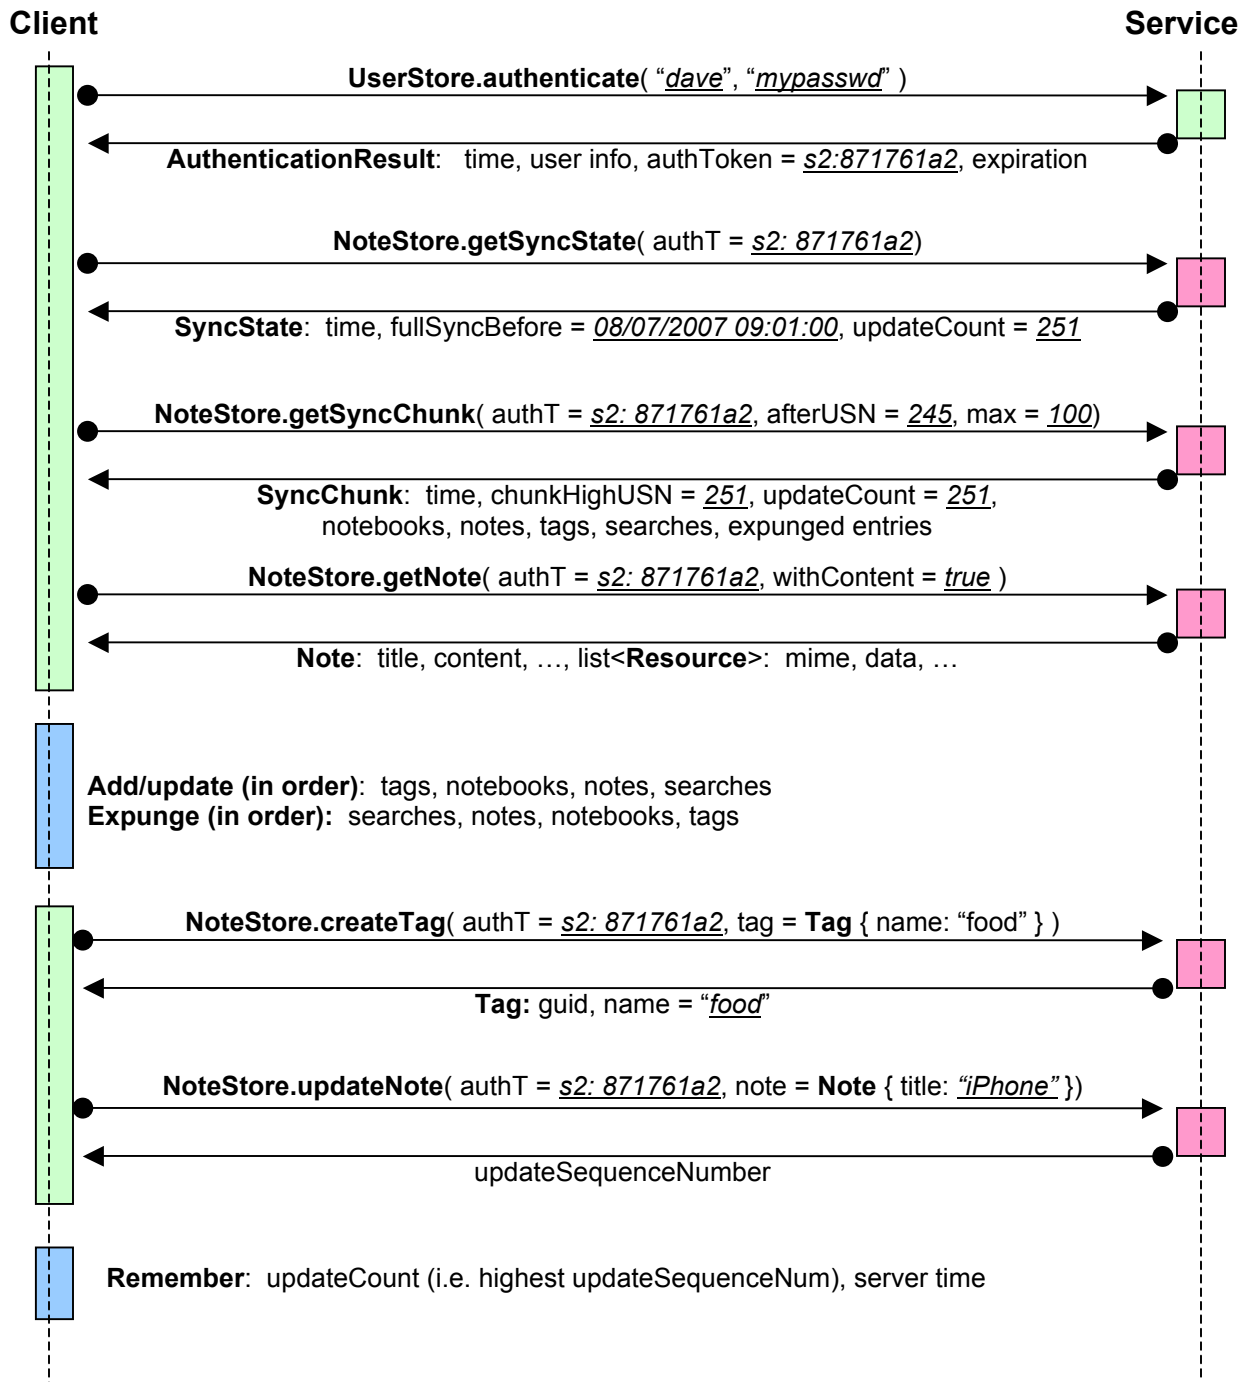 Client
Service
UserStore.authenticate( “dave”, “mypasswd” )
AuthenticationResult:   time, user info, authToken = s2:871761a2, expiration
NoteStore.getSyncState( authT = s2: 871761a2)
SyncState:  time, fullSyncBefore = 08/07/2007 09:01:00, updateCount = 251
NoteStore.getSyncChunk( authT = s2: 871761a2, afterUSN = 245, max = 100)
SyncChunk:  time, chunkHighUSN = 251, updateCount = 251,
notebooks, notes, tags, searches, expunged entries
NoteStore.getNote( authT = s2: 871761a2, withContent = true )
Note:  title, content, …, list<Resource>:  mime, data, …
Add/update (in order):  tags, notebooks, notes, searches
Expunge (in order):  searches, notes, notebooks, tags
NoteStore.createTag( authT = s2: 871761a2, tag = Tag { name: “food” } )
Tag: guid, name = “food”
NoteStore.updateNote( authT = s2: 871761a2, note = Note { title: “iPhone” })
updateSequenceNumber
Remember:  updateCount (i.e. highest updateSequenceNum), server time